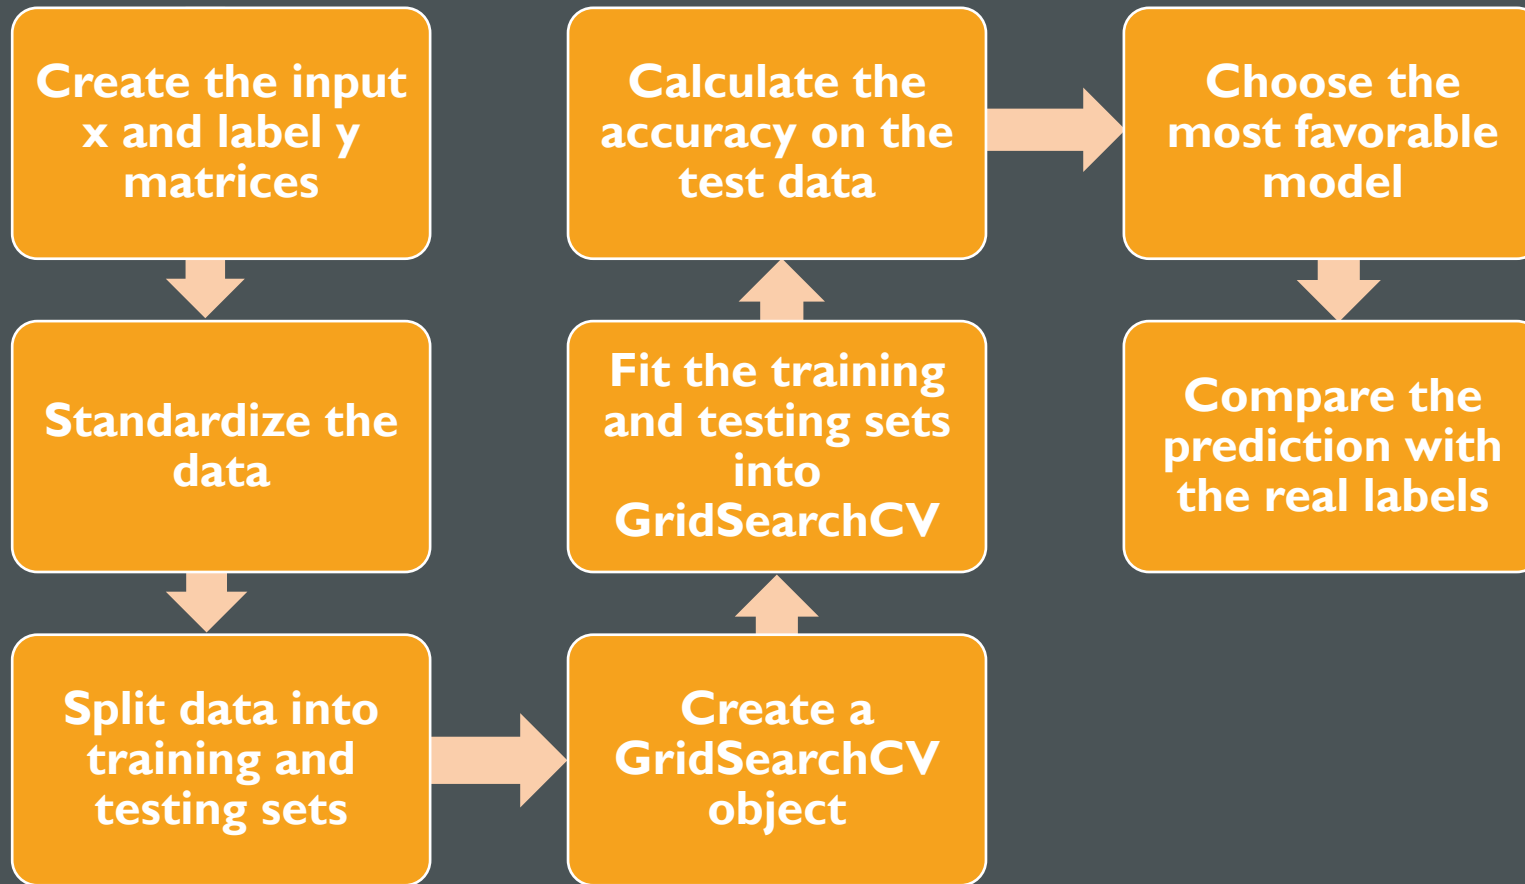 Create the input
x and label y
matrices
Standardize the
data
Split data into
training and
testing sets
Create a
GridSearchCV
object
Fit the training
and testing sets
into
GridSearchCV
Calculate the
accuracy on the
test data
Choose the
most favorable
model
Compare the
prediction with
the real labels